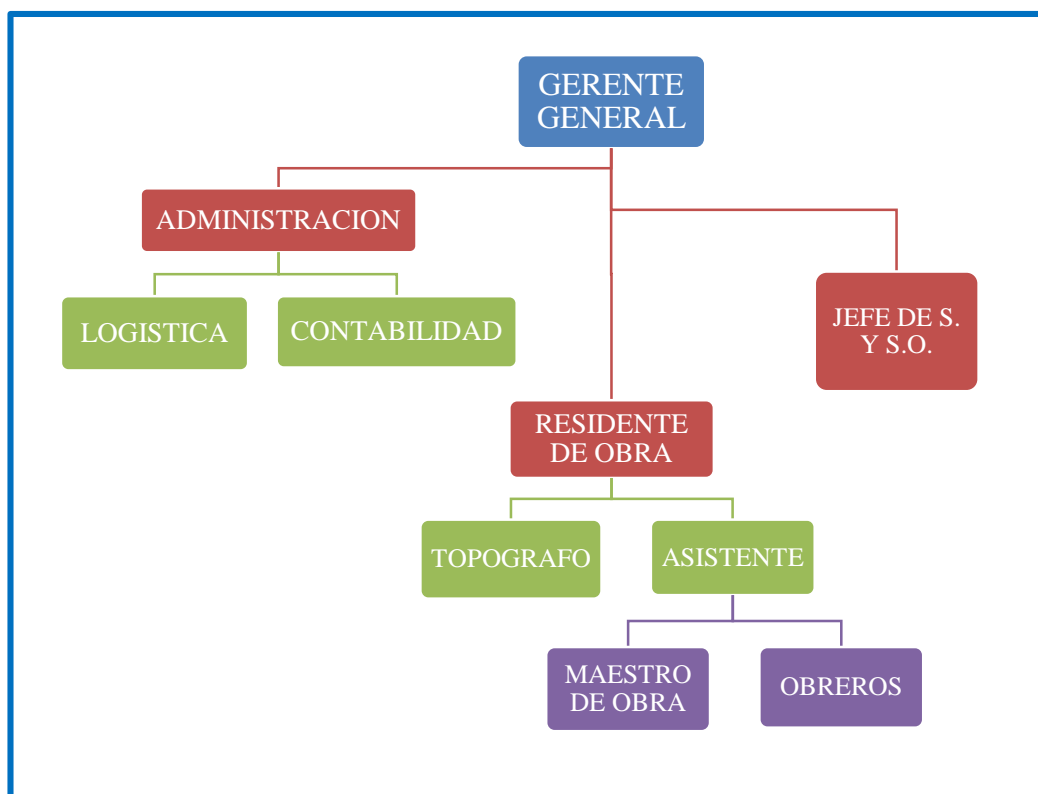 GERENTE
GENERAL
ADMINISTRACION
LOGISTICA
CONTABILIDAD
JEFE DE S.
Y S.O.
RESIDENTE
DE OBRA
TOPOGRAFO
ASISTENTE
MAESTRO
DE OBRA
OBREROS